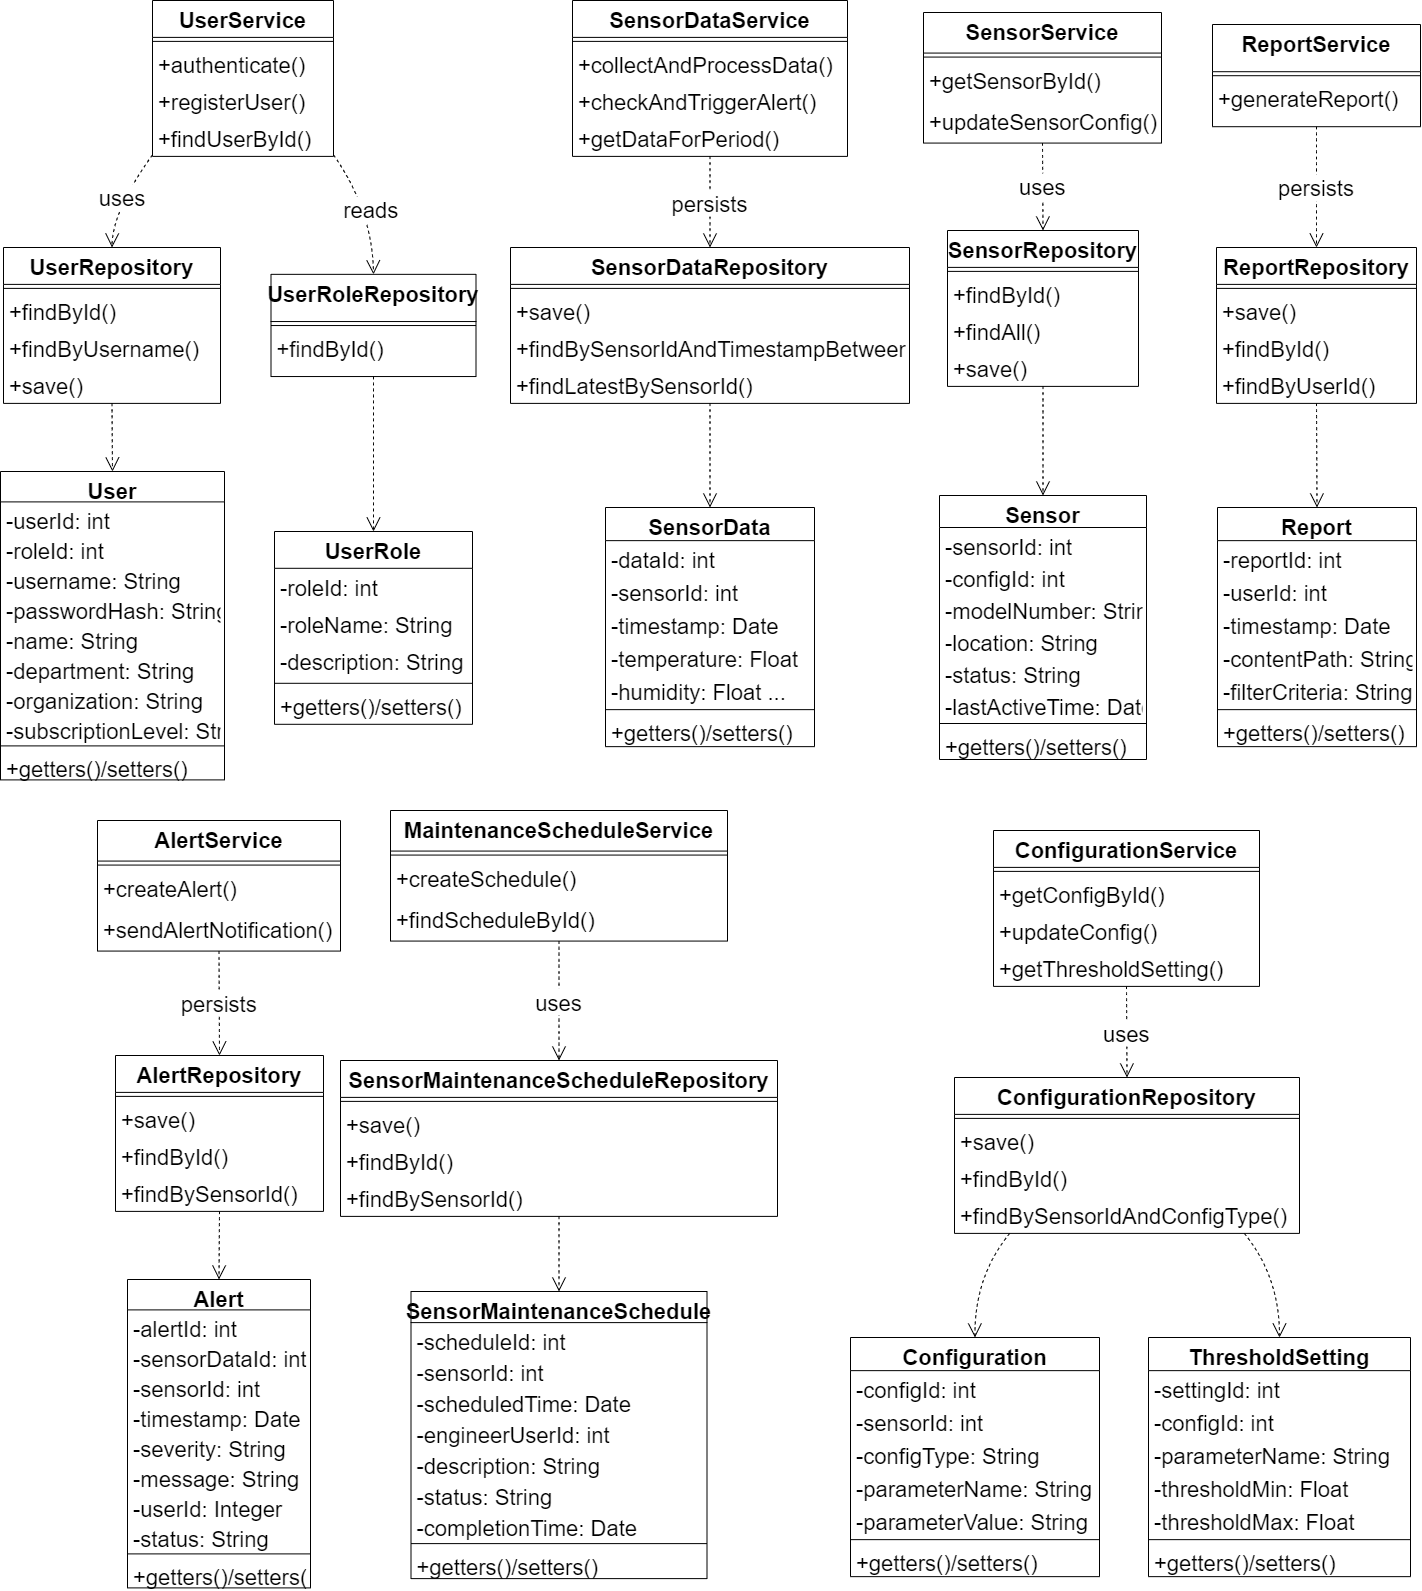 UserService
+authenticate()
+registerUser()
+findUserById()
uses
reads
UserRepository
+findById()
+findByUsername()
+save()
UserRoleRepository
+findById()
User
-userId: int
-roleId: int
-username: String
-passwordHash: String
-name: String
-department: String
-organization: String
-subscriptionLevel: Str
+getters()/setters()
UserRole
-roleId: int
-roleName: String
-description: String
+getters()/setters()
SensorDataService
+collectAndProcessData()
+checkAndTriggerAlert()
+getDataForPeriod()
persists
SensorDataRepository
+save()
+findBySensorIdAndTimestampBetweer
+findLatestBySensorId()
SensorData
-dataId: int
-sensorId: int
-timestamp: Date
-temperature: Float
-humidity: Float ...
+getters()/setters()
SensorService
+getSensorById()
+updateSensorConfig()
uses
SensorRepository
+findById()
+findAll()
+save()
Sensor
-sensorId: int
-configId: int
-modelNumber: Strin
-location: String
-status: String
-lastActiveTime: Date
+getters()/setters()
ReportService
+generateReport()
persists
ReportRepository
+save()
+findById()
+findByUserId()
Report
-reportId: int
-userId: int
-timestamp: Date
-contentPath: String
-filterCriteria: String
+getters()/setters()
AlertService
+createAlert()
+sendAlertNotification()
persists
AlertRepository
+save()
+findById()
+findBySensorId()
Alert
-alertId: int
-sensorDataId: int
-sensorId: int
-timestamp: Date
-severity: String
-message: String
-userId: Integer
-status: String
+getters()/setters(
MaintenanceScheduleService
+createSchedule()
+findScheduleById()
uses
SensorMaintenanceScheduleRepository
+save()
+findById()
+findBySensorId()
SensorMaintenanceSchedule
-scheduleId: int
-sensorId: int
-scheduledTime: Date
-engineerUserId: int
-description: String
-status: String
-completionTime: Date
+getters()/setters()
ConfigurationService
+getConfigById()
+updateConfig()
+getThresholdSetting()
uses
ConfigurationRepository
+save()
+findById()
+findBySensorIdAndConfigType()
Configuration
-configId: int
-sensorId: int
-configType: String
-parameterName: String
-parameterValue: String
+getters()/setters()
ThresholdSetting
-settingId: int
-configId: int
-parameterName: String
-thresholdMin: Float
-thresholdMax: Float
+getters()/setters()